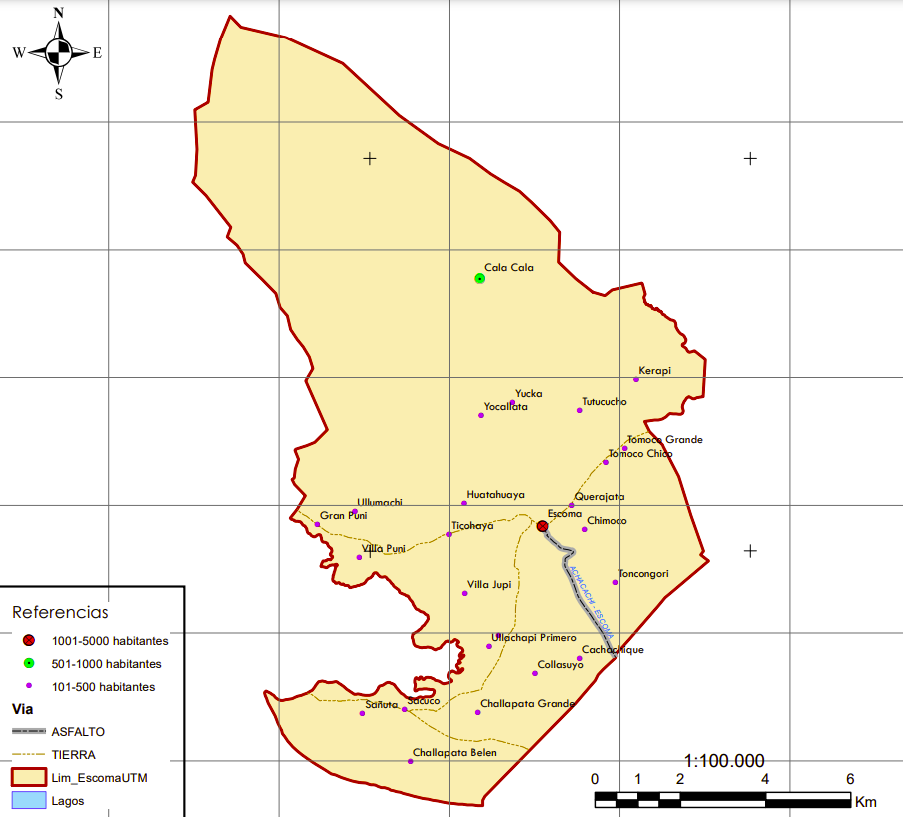 N
W
E
S
Cala Cala
Kerapi
Yucka
Yocallata
Tutucucho
Tomoco Grande
Tomoco Chico
Huatahuaya
Querajata
Ullumachi
Gran Puni
Escoma
Chimoco
Ticohaya
Villa Puni
Toncongori
Villa Jupi
ACHACACHI - ESCOMA
Ullachapi Primero
Cachachique
Collasuyo
Sañuta
Sacuco
Challapata Grande
Challapata Belen
Referencias
1001-5000 habitantes
501-1000 habitantes
101-500 habitantes
Via
ASFALTO
TIERRA
Lim_EscomaUTM
Lagos
1:100.000
0 1 2 4 6
Km